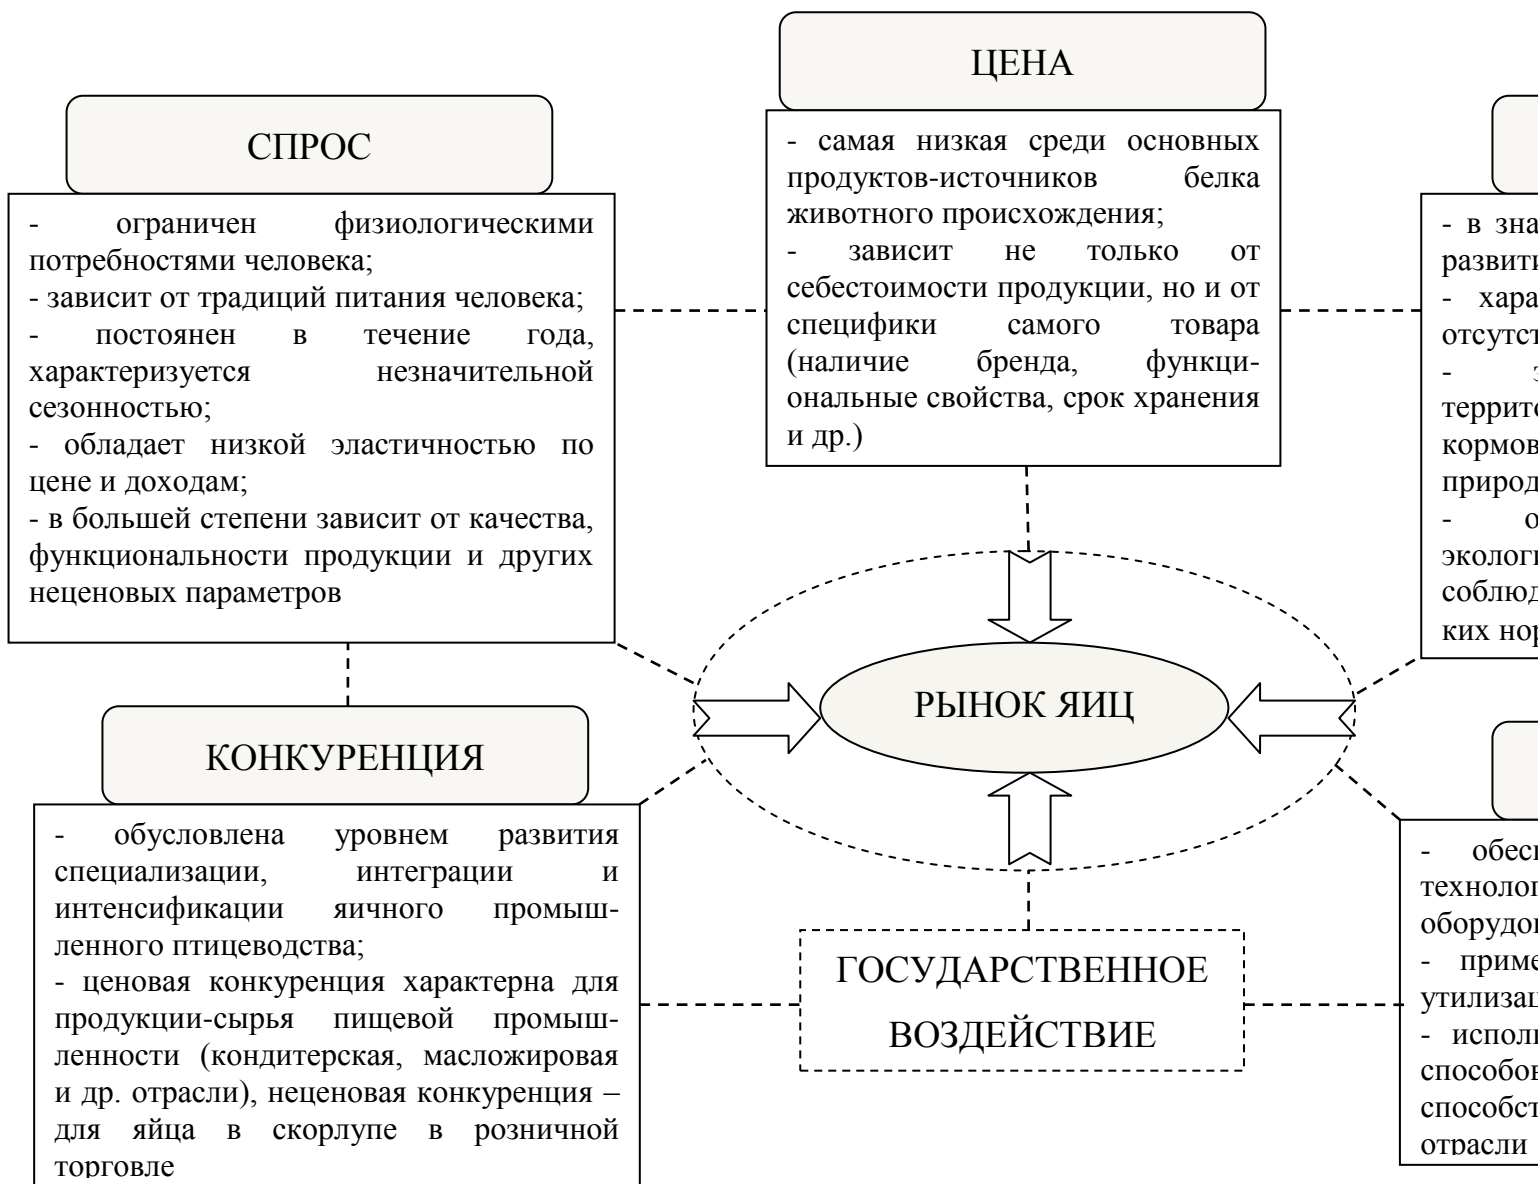 ЦЕНА
- самая низкая среди основных
продуктов-источников белка
животного происхождения;
- зависит не только от
себестоимости продукции, но и от
специфики самого товара
(наличие бренда, функци-
ональные свойства, срок хранения
и др.)
СПРОС
- ограничен физиологическими
потребностями человека;
- зависит от традиций питания человека;
- постоянен в течение года,
характеризуется незначительной
сезонностью;
- обладает низкой эластичностью по
цене и доходам;
- в большей степени зависит от качества,
функциональности продукции и других
неценовых параметров
- в
-
-
-
ких
РЫНОК ЯИЦ
КОНКУРЕНЦИЯ
- обусловлена уровнем развития
специализации, интеграции и
интенсификации яичного промыш-
ленного птицеводства;
- ценовая конкуренция характерна для
продукции-сырья пищевой промыш-
ленности (кондитерская, масложировая
и др. отрасли), неценовая конкуренция –
для яйца в скорлупе в розничной
торговле
ГОСУДАРСТВЕННОЕ
ВОЗДЕЙСТВИЕ
-
-
-
отрасли